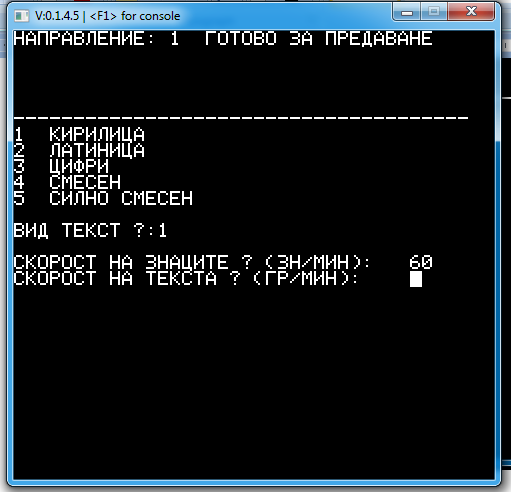 V:0.1.4.5 | <F1> for console
НАПРАВЛЕНИЕ: 1 ГОТОВО ЗА ПРЕДАВАНЕ
1 КИРИЛИЦА
2 ЛАТИНИЦА
3 ЦИФРИ
4 СМЕСЕН
5 СИЛНО СМЕСЕН
ВИД ТЕКСТ ?:1
СКОРОСТ НА ЗНАЦИТЕ ? (ЗН/МИН): 60
СКОРОСТ НА ТЕКСТА ? (ГР/МИН):